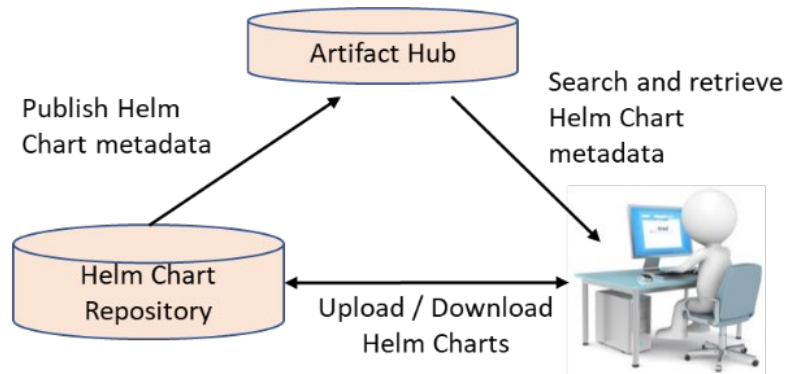 Artifact Hub
Publish Helm
Chart metadata
Search and retrieve
Helm Chart
metadata
Helm Chart
Repository
Upload / Download
Helm Charts